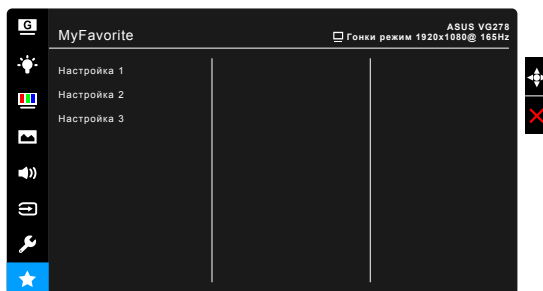 G
MyFavorite
ASUS VG278
Гонки режим 1920x1080@ 165Hz
Настройка 1
Настройка 2
Настройка 3